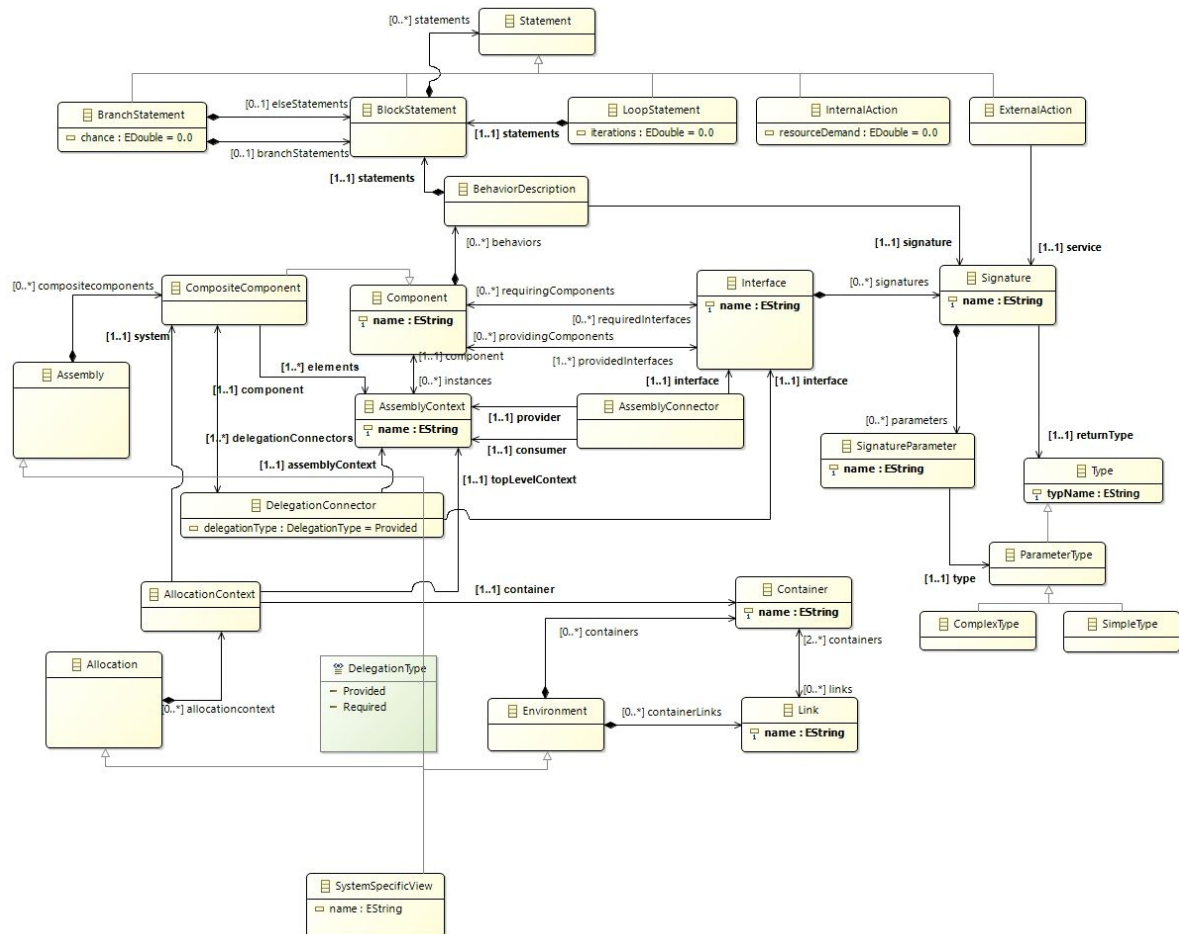 [0..*] statements
Statement
BranchStatement
chance : EDouble = 0.0
[0..1] elseStatements
[0..1] branchStatements
BlockStatement
[1..1] statements
LoopStatement
iterations : EDouble = 0.0
InternalAction
resourceDemand : EDouble = 0.0
ExternalAction
[1..1] statements
BehaviorDescription
[0..*] behaviors
[1..1] signature
[1..1] service
[0..*] compositecomponents
CompositeComponent
Component
name : EString
[0..*] requiringComponents
[0..*] requiredInterfaces
[0..*] providingComponents
[1..*] providedInterfaces
Interface
name : EString
[0..*] signatures
Signature
name : EString
[1..1] system
[1..1] component
[1..*] elements
[1..1] component
[0..*] instances
[1..1] interface
[1..1] interface
Assembly
AssemblyContext
name : EString
[1..1] provider
[1..1] consumer
AssemblyConnector
[1..*] delegationConnectors
[1..1] assemblyContext
[1..1] topLevelContext
[0..*] parameters
SignatureParameter
name : EString
[1..1] returnType
Type
typName : EString
DelegationConnector
delegationType : DelegationType = Provided
[1..1] type
ParameterType
ComplexType
SimpleType
AllocationContext
[1..1] container
Container
name : EString
[0..*] containers
[2..*] containers
Allocation
[0..*] allocationcontext
DelegationType
Provided
Required
Environment
[0..*] containerLinks
[0..*] links
Link
name : EString
SystemSpecificView
name : EString